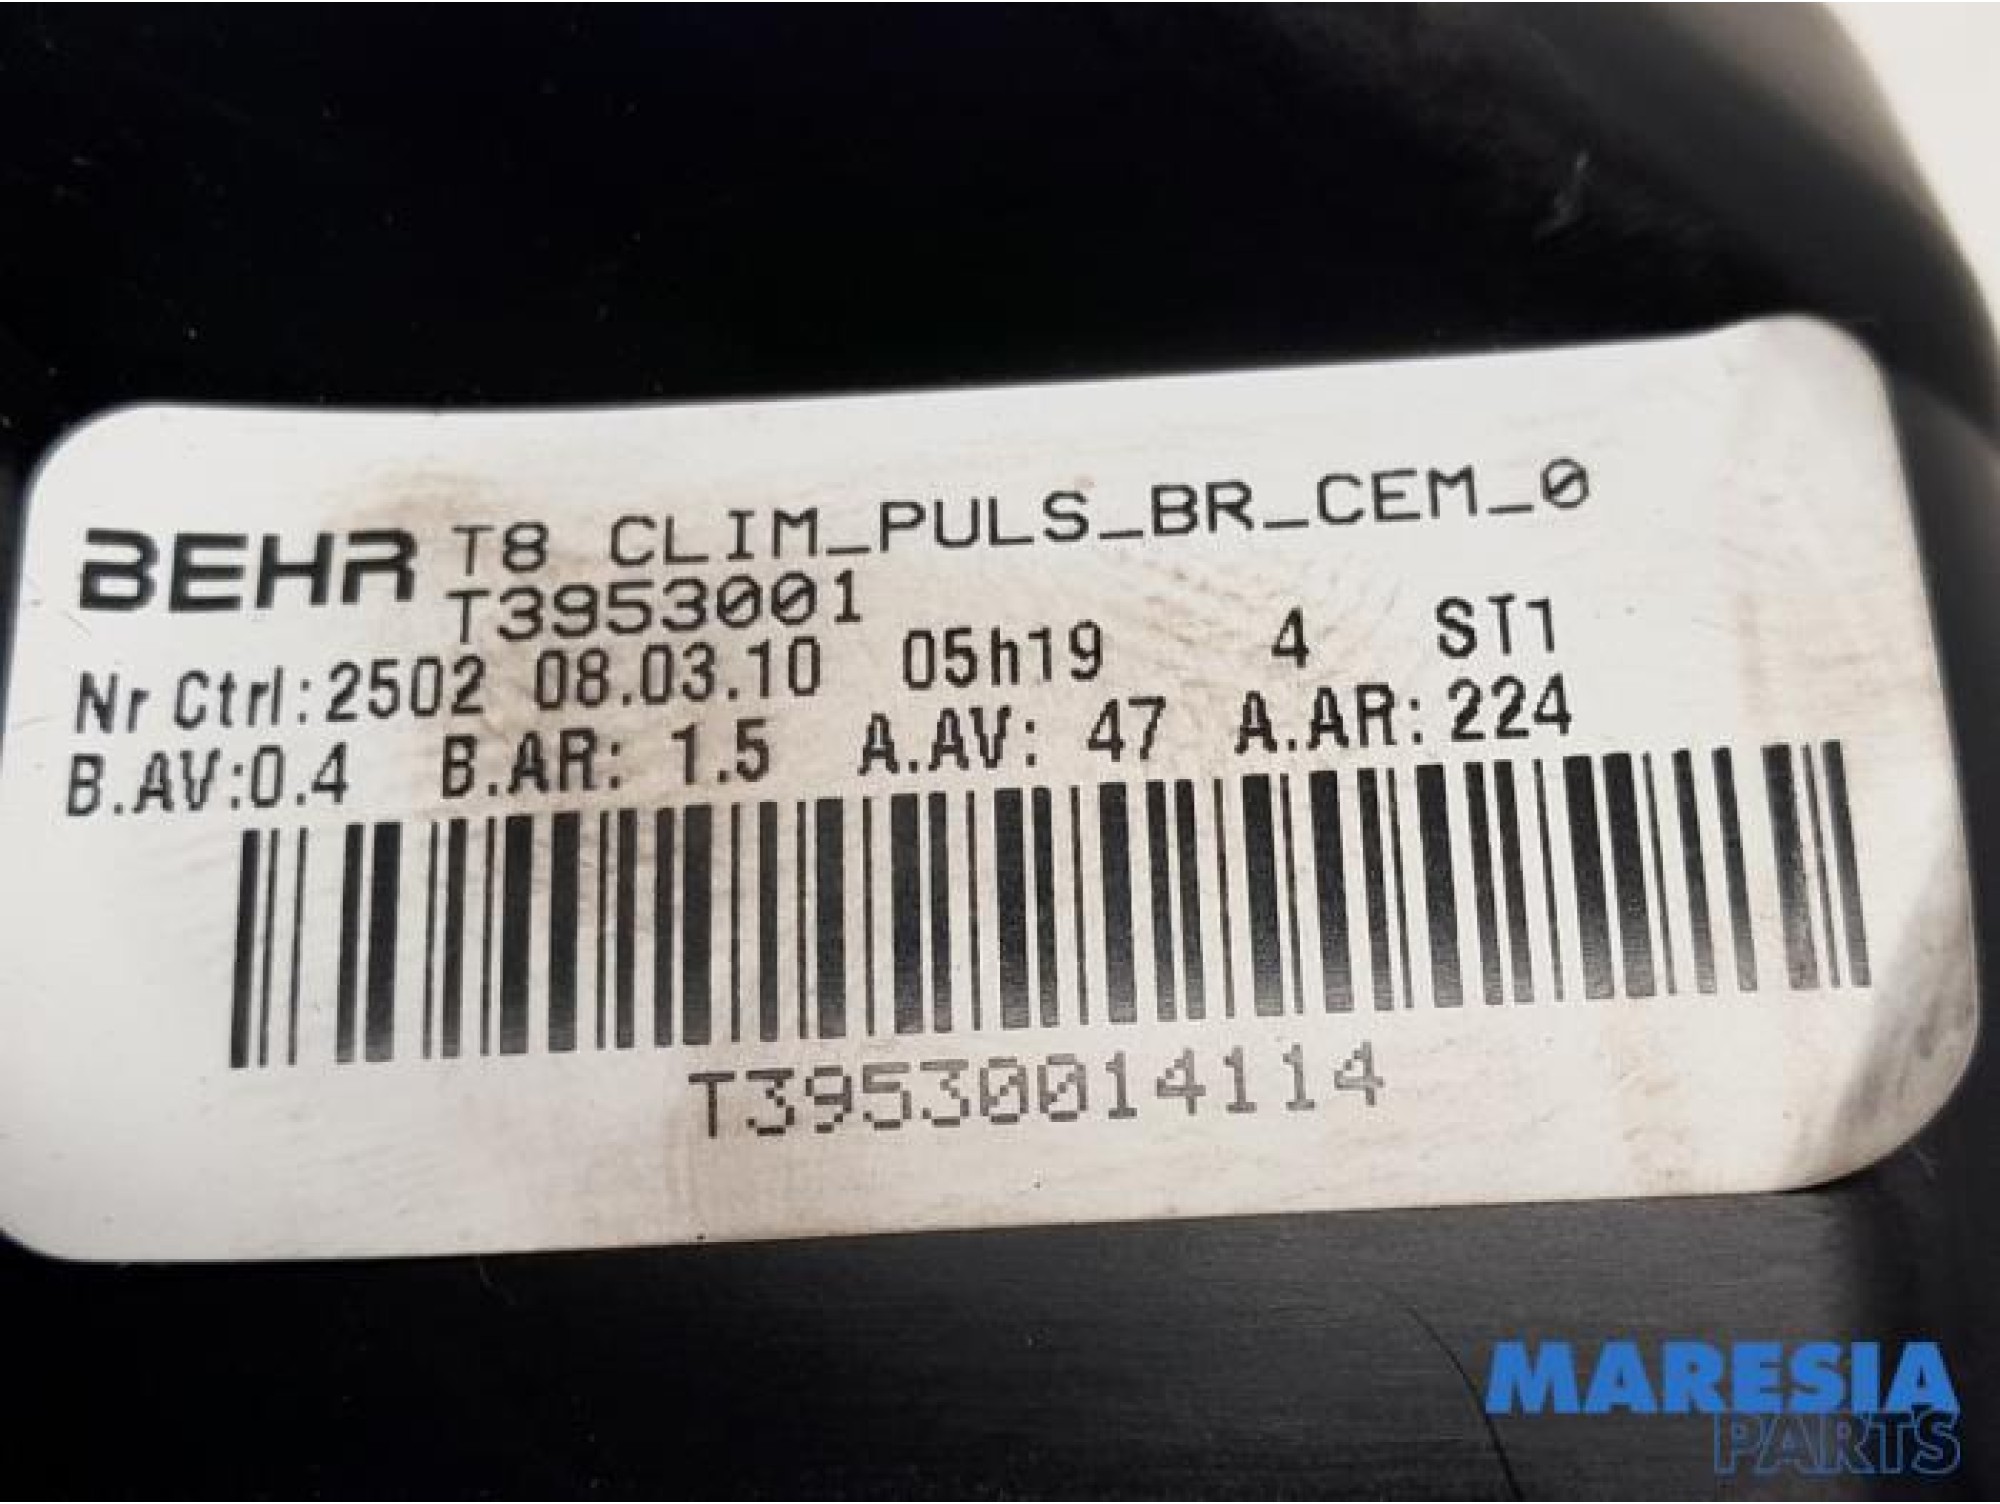 BEHR T8 CLIM_PULS_BR_CEM_0
T3953001
Nr Ctrl:2502 08.03.10 05h19 4 ST1
B.AV:0.4 B.AR: 1.5 A.AV: 47 A.AR:224
T39530014114
MARESIA
PARTS